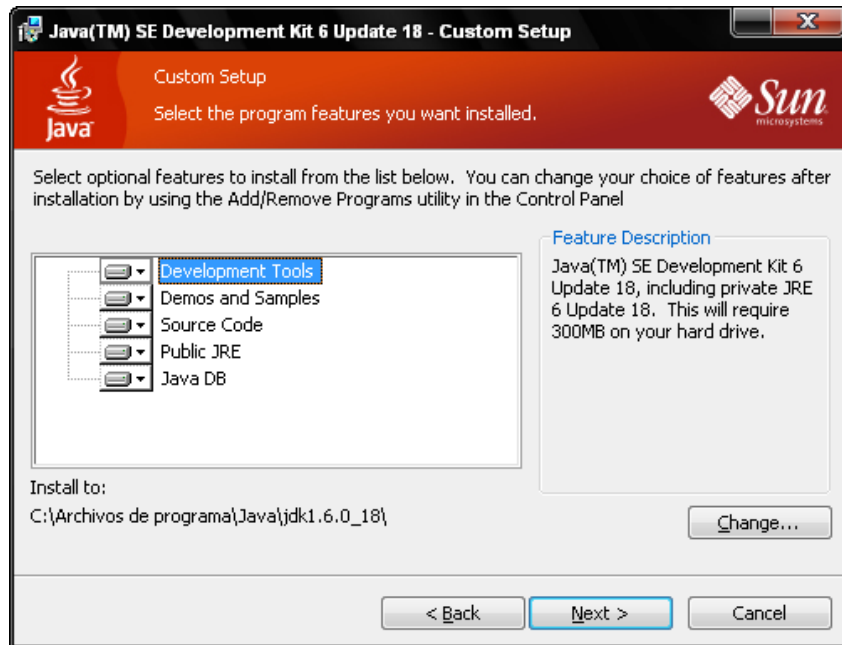 Java(TM) SE Development Kit 6 Update 18 - Custom Setup
Java
Custom Setup
Select the program features you want installed.
Sun
microsystems
Select optional features to install from the list below.  You can change your choice of features after
installation by using the Add/Remove Programs utility in the Control Panel
Development Tools
Demos and Samples
Source Code
Public JRE
Java DB
Feature Description
Java(TM) SE Development Kit 6
Update 18, including private JRE
6 Update 18.  This will require
300MB on your hard drive.
Install to:
C:\Archivos de programa\Java\jdk1.6.0_18\
Change...
< Back
Next >
Cancel